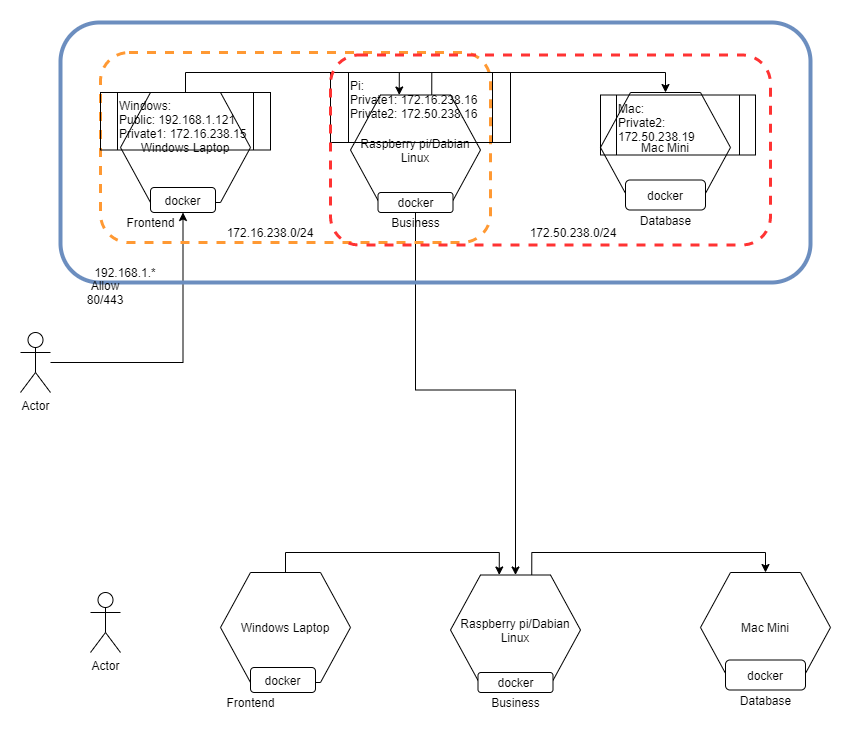 Windows:
Public: 192.168.1.121
Private1: 172.16.238.15
Windows Laptop
docker
Frontend
Pi:
Private1: 172.16.238.16
Private2: 172.50.238.16
Raspberry pi/Dabian
Linux
docker
Business
Mac:
Private2:
172.50.238.19
Mac Mini
docker
Database
172.16.238.0/24
172.50.238.0/24
192.168.1.*
Allow
80/443
Actor
Windows Laptop
docker
Frontend
Raspberry pi/Dabian
Linux
docker
Business
Mac Mini
docker
Database
Actor